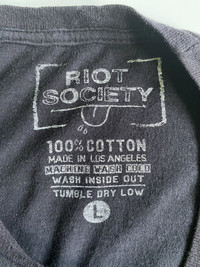 RIOT
SOCIETY
100% COTTON
MADE IN LOS ANGELES
MACHINE WASH COLD
WASH INSIDE OUT
TUMBLE DRY LOW
L